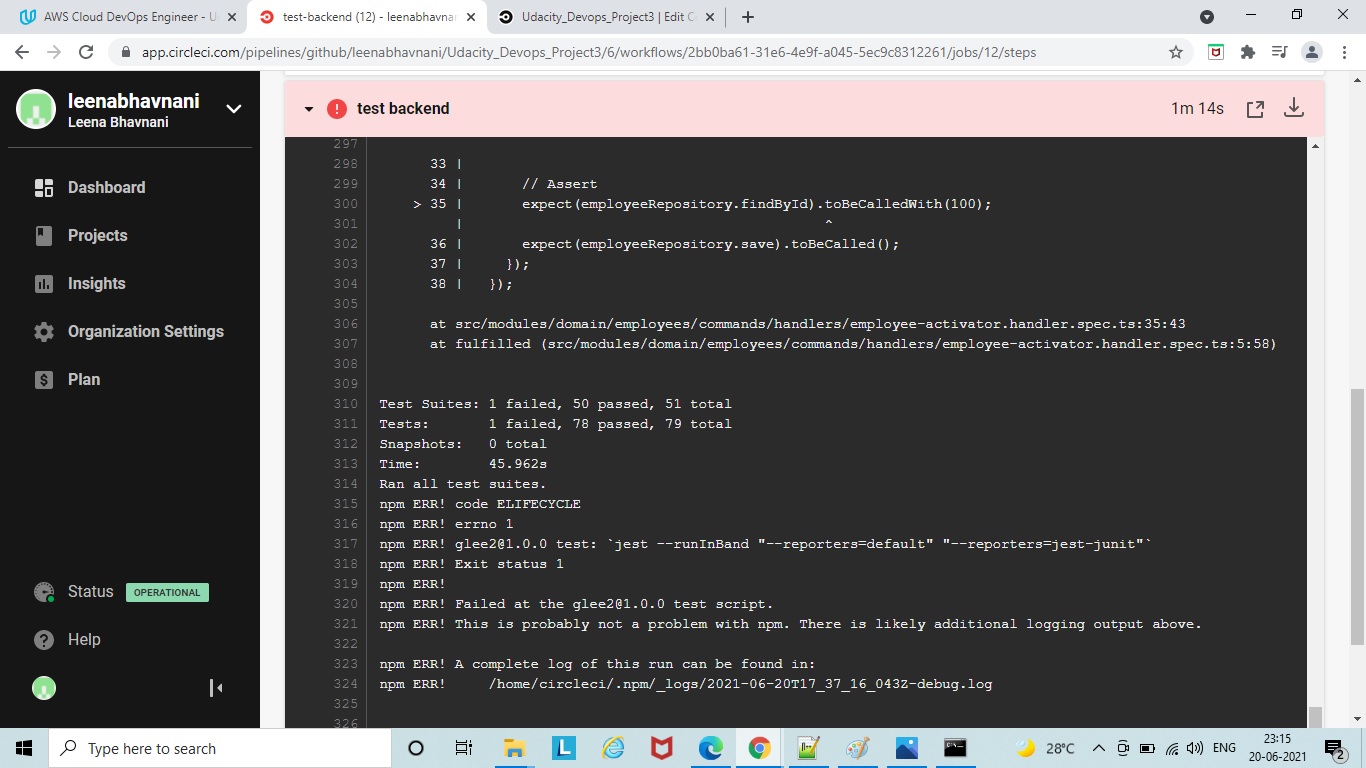 AWS Cloud DevOps Engineer - U
test-backend (12) - leenabhavna
Udacity_Devops_Project3 | Edit C
app.circleci.com/pipelines/github/leenabhavnani/Udacity_Devops_Project3/6/workflows/2bb0ba61-31e6-4e9f-a045-5ec9c8312261/jobs/12/steps
leenabhavnani
Leena Bhavnani
Dashboard
Projects
Insights
Organization Settings
Plan
Status OPERATIONAL
Help
test backend 1m 14s
297
298 33 |
299 34 | // Assert
300 > 35 | expect(employeeRepository.findById).toBeCalledWith(100);
301 | ^
302 36 | expect(employeeRepository.save).toBeCalled();
303 37 | });
304 38 | });
305
306 at src/modules/domain/employees/commands/handlers/employee-activator.handler.spec.ts:35:43
307 at fulfilled (src/modules/domain/employees/commands/handlers/employee-activator.handler.spec.ts:5:58)
308
309
310 Test Suites: 1 failed, 50 passed, 51 total
311 Tests: 1 failed, 78 passed, 79 total
312 Snapshots: 0 total
313 Time: 45.962s
314 Ran all test suites.
315 npm ERR! code ELIFECYCLE
316 npm ERR! errno 1
317 npm ERR! glee2@1.0.0 test: `jest --runInBand "--reporters=default" "--reporters=jest-junit"`
318 npm ERR! Exit status 1
319 npm ERR!
320 npm ERR! Failed at the glee2@1.0.0 test script.
321 npm ERR! This is probably not a problem with npm. There is likely additional logging output above.
322
323 npm ERR! A complete log of this run can be found in:
324 npm ERR! /home/circleci/.npm/_logs/2021-06-20T17_37_16_043Z-debug.log
325
326
Type here to search
28°C
ENG
23:15
20-06-2021
2